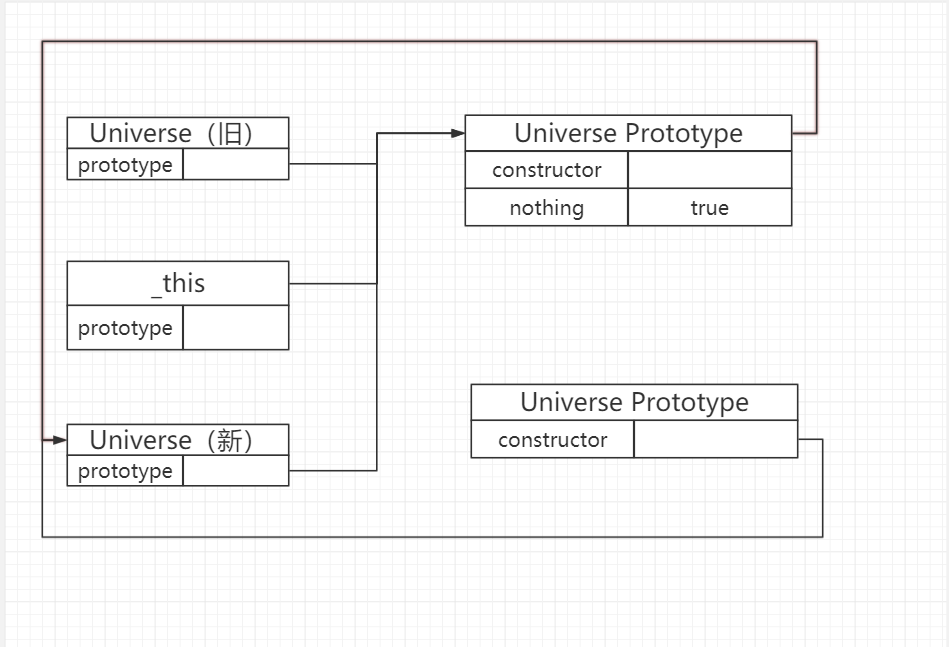 Universe（旧）
prototype
Universe Prototype
constructor
nothing true
_this
prototype
Universe（新）
prototype
Universe Prototype
constructor